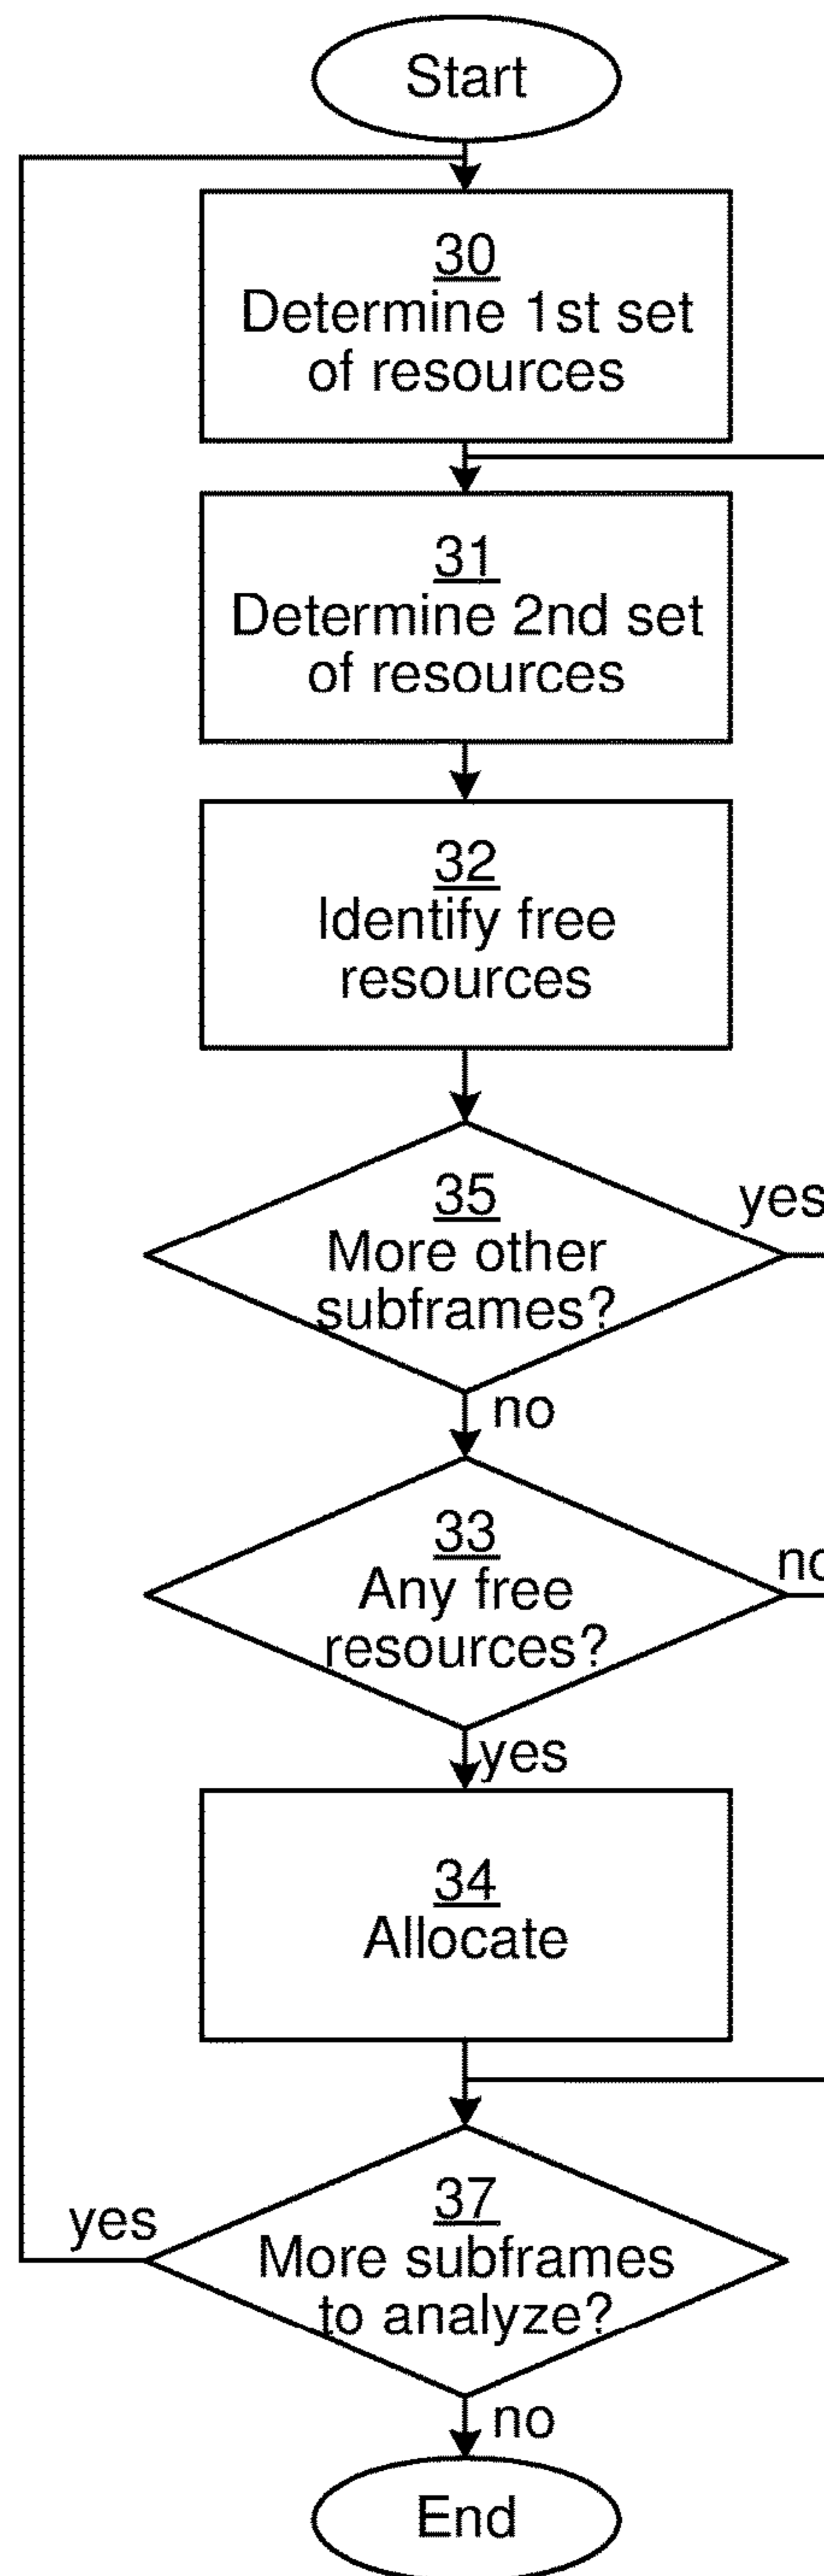 Start
30
Determine 1st set
of resources
31
Determine 2nd set
of resources
32
Identify free
resources
35
More other
subframes?
yes
no
33
Any free
resources?
no
yes
34
Allocate
37
More subframes
to analyze?
yes
no
End